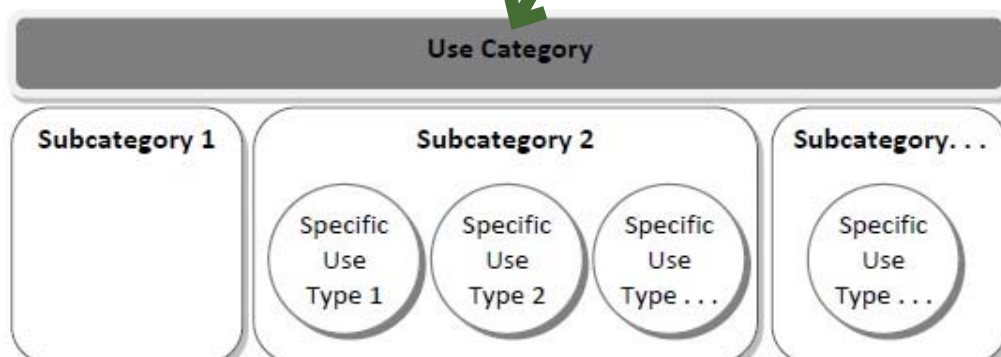 Use Category
Subcategory 1
Subcategory 2
Subcategory. . .
Specific
Use
Type 1
Specific
Use
Type 2
Specific
Use
Type . . .
Specific
Use
Type . . .